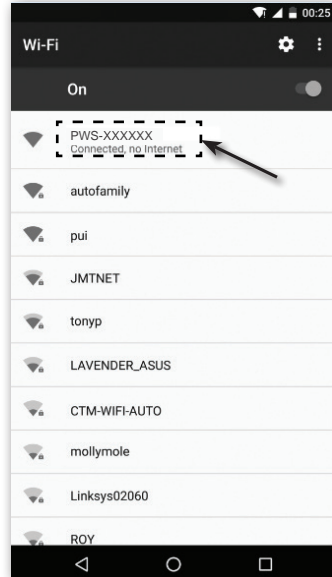 00:25
Wi-Fi
On
PWS-XXXXXX
Connected, no Internet
autofamily
pui
JMTNET
tonyp
LAVENDER_ASUS
CTM-WIFI-AUTO
mollymole
Linksys02060
ROY